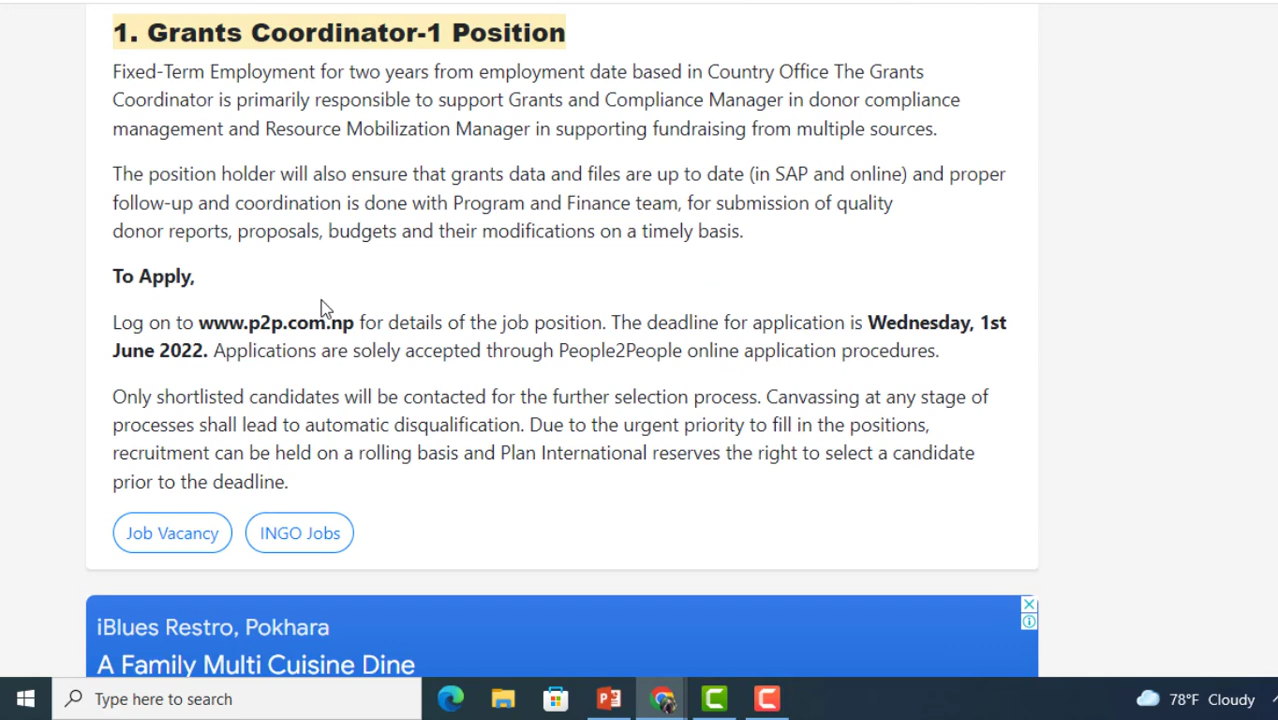 1. Grants Coordinator-1 Position
Fixed-Term Employment for two years from employment date based in Country Office The Grants
Coordinator is primarily responsible to support Grants and Compliance Manager in donor compliance
management and Resource Mobilization Manager in supporting fundraising from multiple sources.
The position holder will also ensure that grants data and files are up to date (in SAP and online) and proper
follow-up and coordination is done with Program and Finance team, for submission of quality
donor reports, proposals, budgets and their modifications on a timely basis.
To Apply,
Log on to www.p2p.com.np for details of the job position. The deadline for application is Wednesday, 1st
June 2022. Applications are solely accepted through People2People online application procedures.
Only shortlisted candidates will be contacted for the further selection process. Canvassing at any stage of
processes shall lead to automatic disqualification. Due to the urgent priority to fill in the positions,
recruitment can be held on a rolling basis and Plan International reserves the right to select a candidate
prior to the deadline.
Job Vacancy INGO Jobs
iBlues Restro, Pokhara
A Family Multi Cuisine Dine
Type here to search 78°F Cloudy